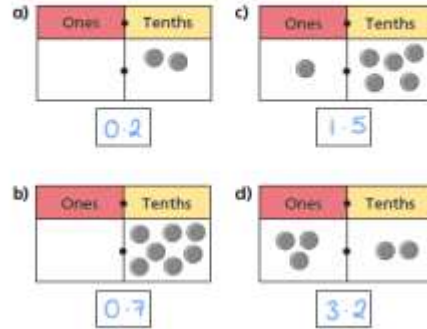 a) Ones Tenths
0.2
b) Ones Tenths
0.7
c) Ones Tenths
1.5
d) Ones Tenths
3.2